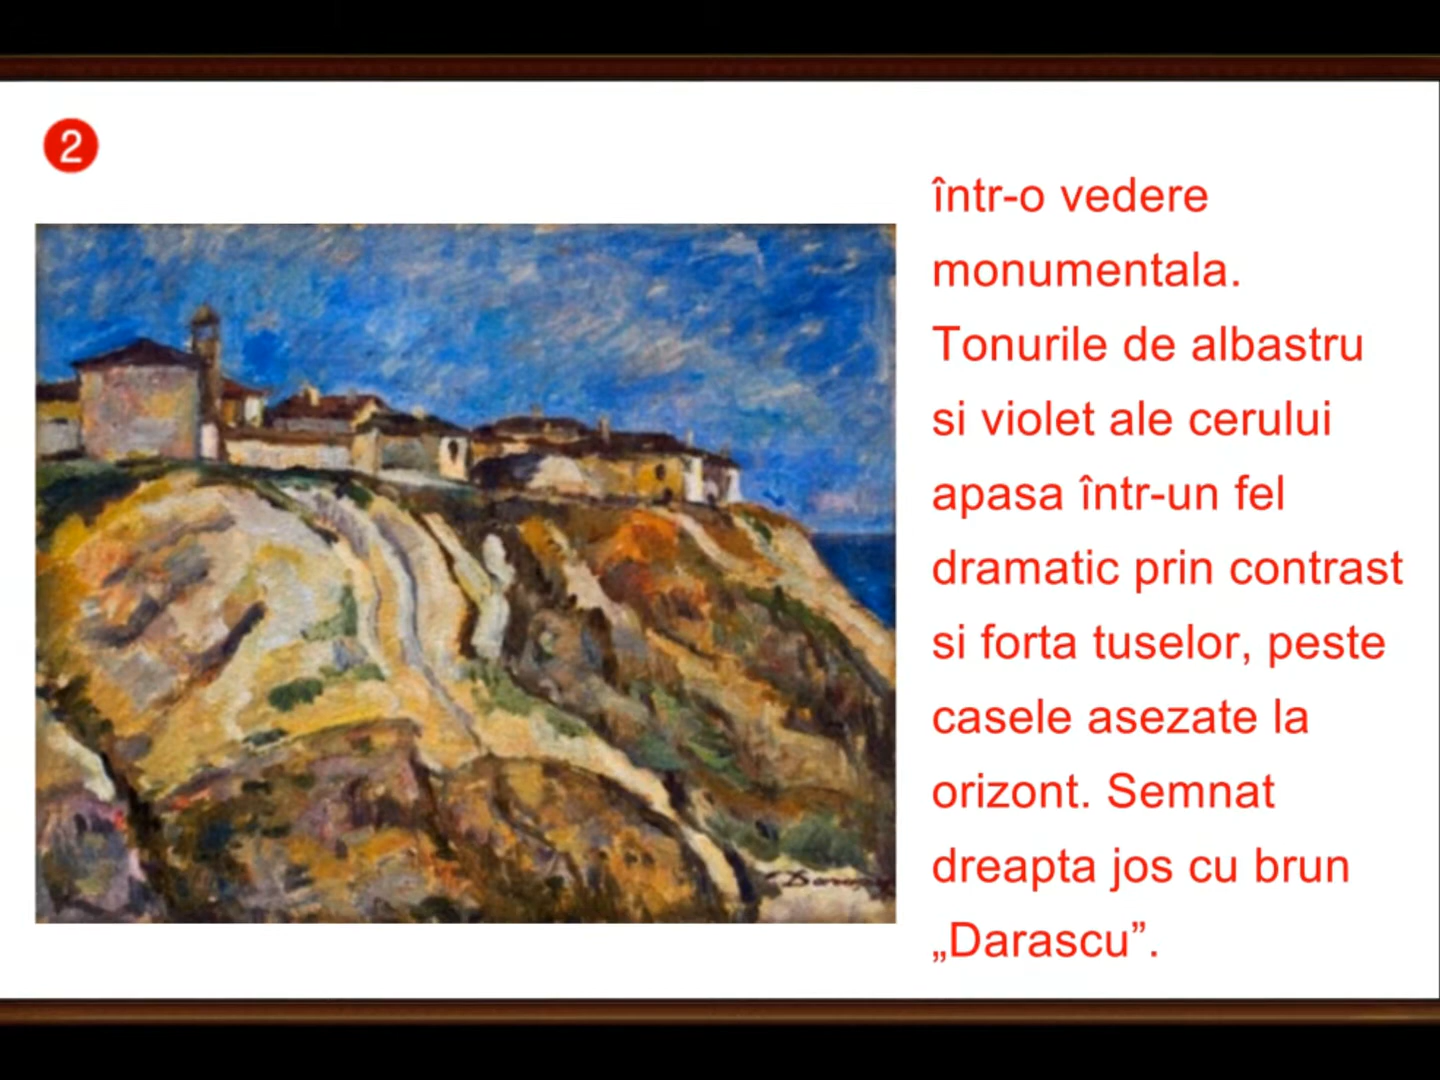 2
într-o vedere
monumentala.
Tonurile de albastru
si violet ale cerului
apasa într-un fel
dramatic prin contrast
si forta tuselor, peste
casele asezate la
orizont. Semnat
dreapta jos cu brun
„Darascu”.